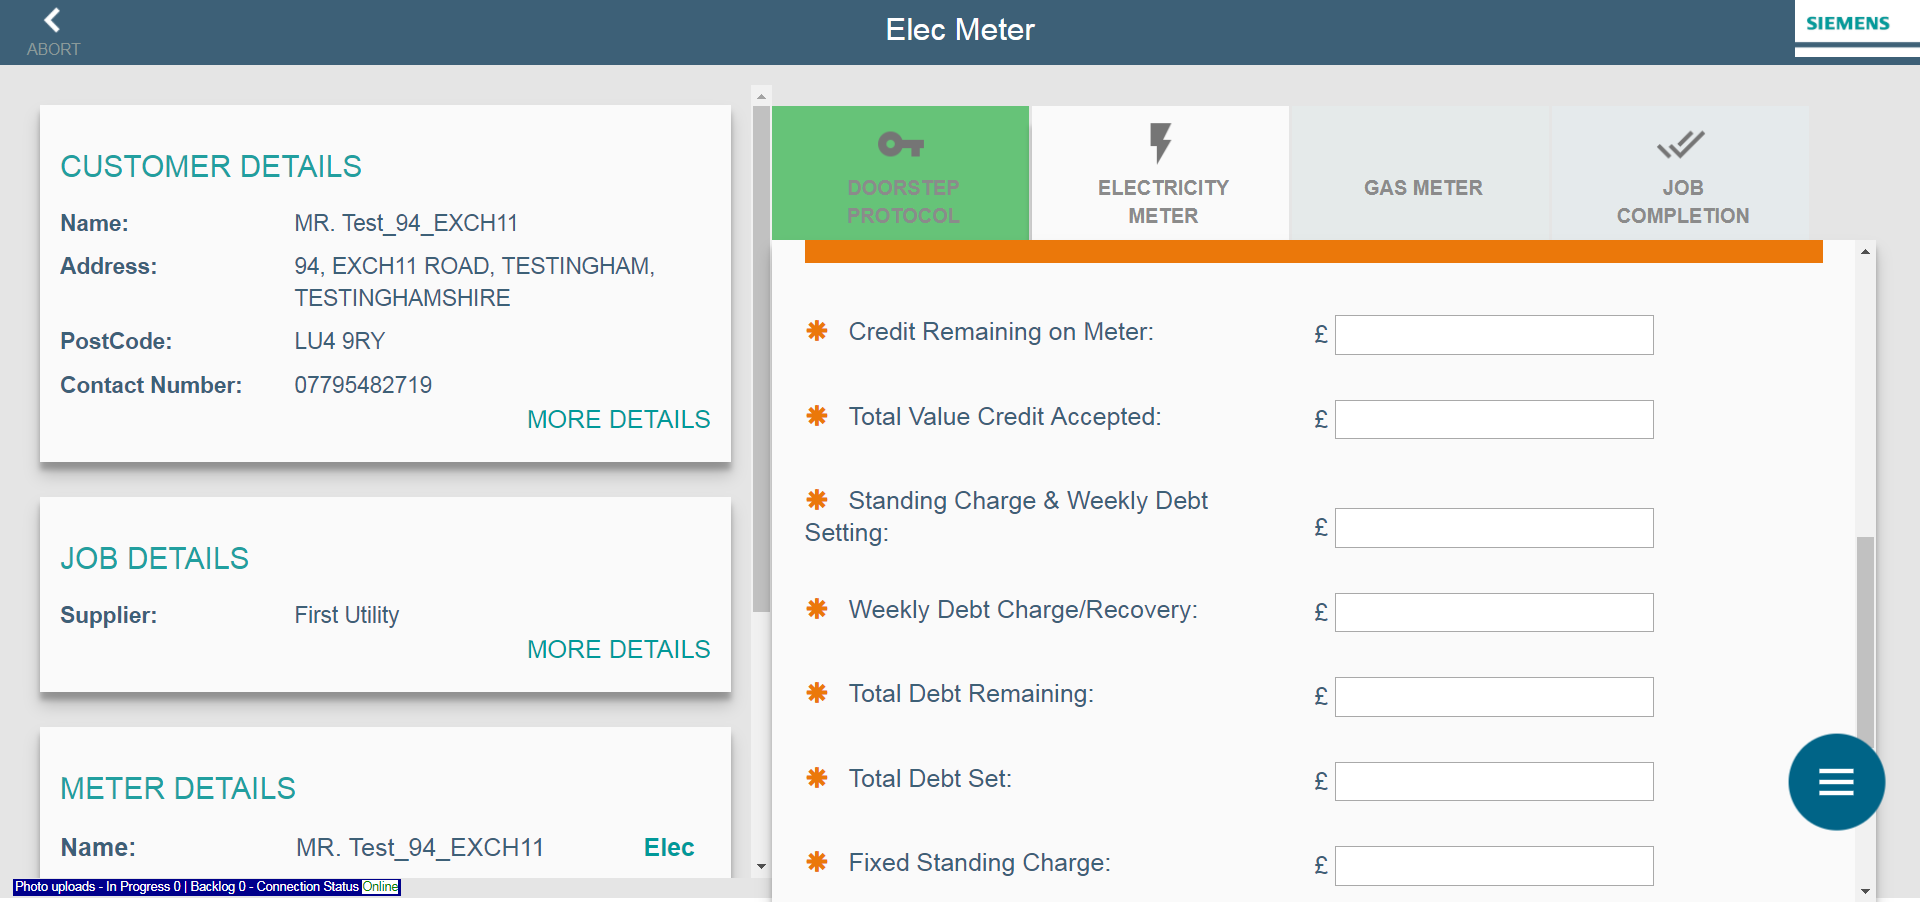 ABORT
Elec Meter
SIEMENS
CUSTOMER DETAILS
Name: MR. Test_94_EXCH11
Address: 94, EXCH11 ROAD, TESTINGHAM,
TESTINGHAMSHIRE
PostCode: LU4 9RY
Contact Number: 07795482719
MORE DETAILS
JOB DETAILS
Supplier: First Utility
MORE DETAILS
METER DETAILS
Name: MR. Test_94_EXCH11 Elec
Photo uploads - In Progress 0 | Backlog 0 - Connection Status Online
DOORSTEP
PROTOCOL
ELECTRICITY
METER
GAS METER
JOB
COMPLETION
✱ Credit Remaining on Meter: £
✱ Total Value Credit Accepted: £
✱ Standing Charge & Weekly Debt
Setting: £
✱ Weekly Debt Charge/Recovery: £
✱ Total Debt Remaining: £
✱ Total Debt Set: £
✱ Fixed Standing Charge: £